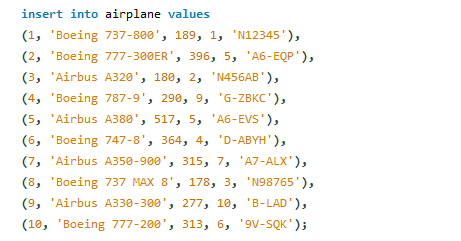 insert into airplane values
(1, 'Boeing 737-800', 189, 1, 'N12345'),
(2, 'Boeing 777-300ER', 396, 5, 'A6-EQP'),
(3, 'Airbus A320', 180, 2, 'N456AB'),
(4, 'Boeing 787-9', 290, 9, 'G-ZBKC'),
(5, 'Airbus A380', 517, 5, 'A6-EVS'),
(6, 'Boeing 747-8', 364, 4, 'D-ABYH'),
(7, 'Airbus A350-900', 315, 7, 'A7-ALX'),
(8, 'Boeing 737 MAX 8', 178, 3, 'N98765'),
(9, 'Airbus A330-300', 277, 10, 'B-LAD'),
(10, 'Boeing 777-200', 313, 6, '9V-SQK');